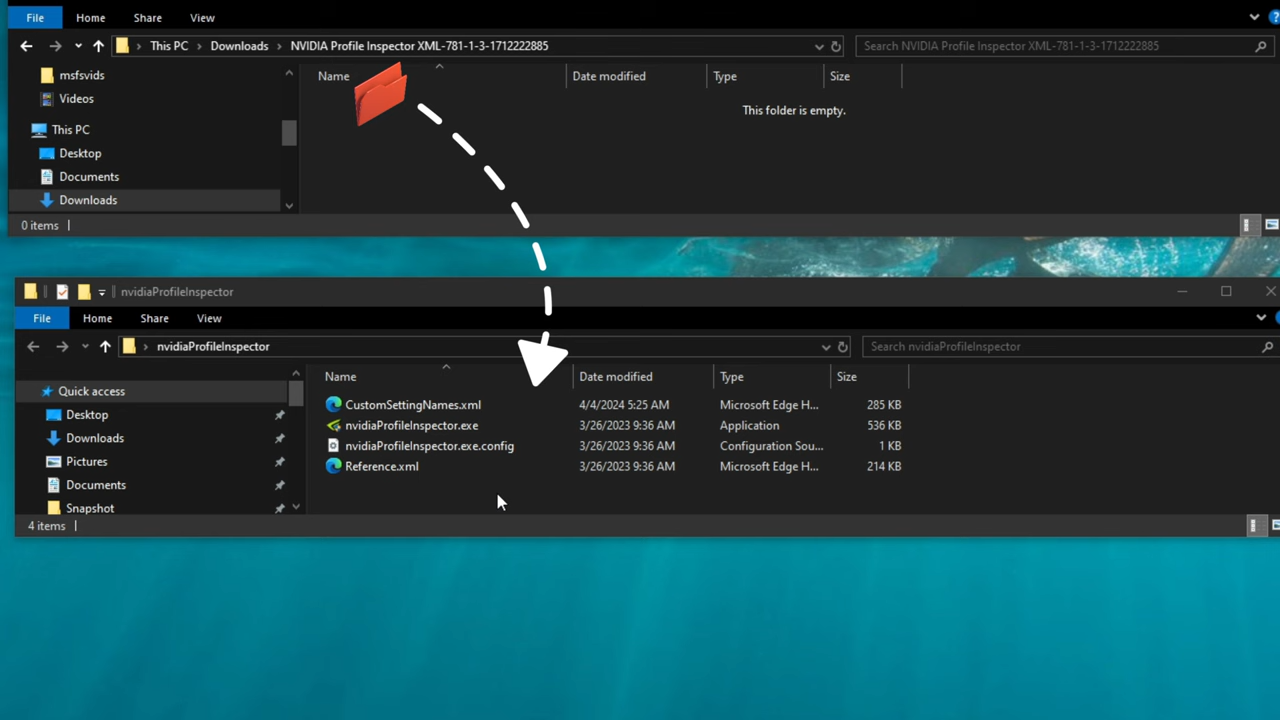 File Home Share View
This PC Downloads NVIDIA Profile Inspector XML-781-1-3-1712222885 Search NVIDIA Profile Inspector XML-781-1-3-1712222885
msfsvids
Videos
This PC
Desktop
Documents
Downloads
Name Date modified Type Size
This folder is empty.
0 items
nvidiaProfileInspector
File Home Share View
nvidiaProfileInspector Search nvidiaProfileInspector
Quick access
Desktop
Downloads
Pictures
Documents
Snapshot
Name Date modified Type Size
CustomSettingNames.xml 4/4/2024 5:25 AM Microsoft Edge H... 285 KB
nvidiaProfileInspector.exe 3/26/2023 9:36 AM Application 536 KB
nvidiaProfileInspector.exe.config 3/26/2023 9:36 AM Configuration Sou... 1 KB
Reference.xml 3/26/2023 9:36 AM Microsoft Edge H... 214 KB
4 items